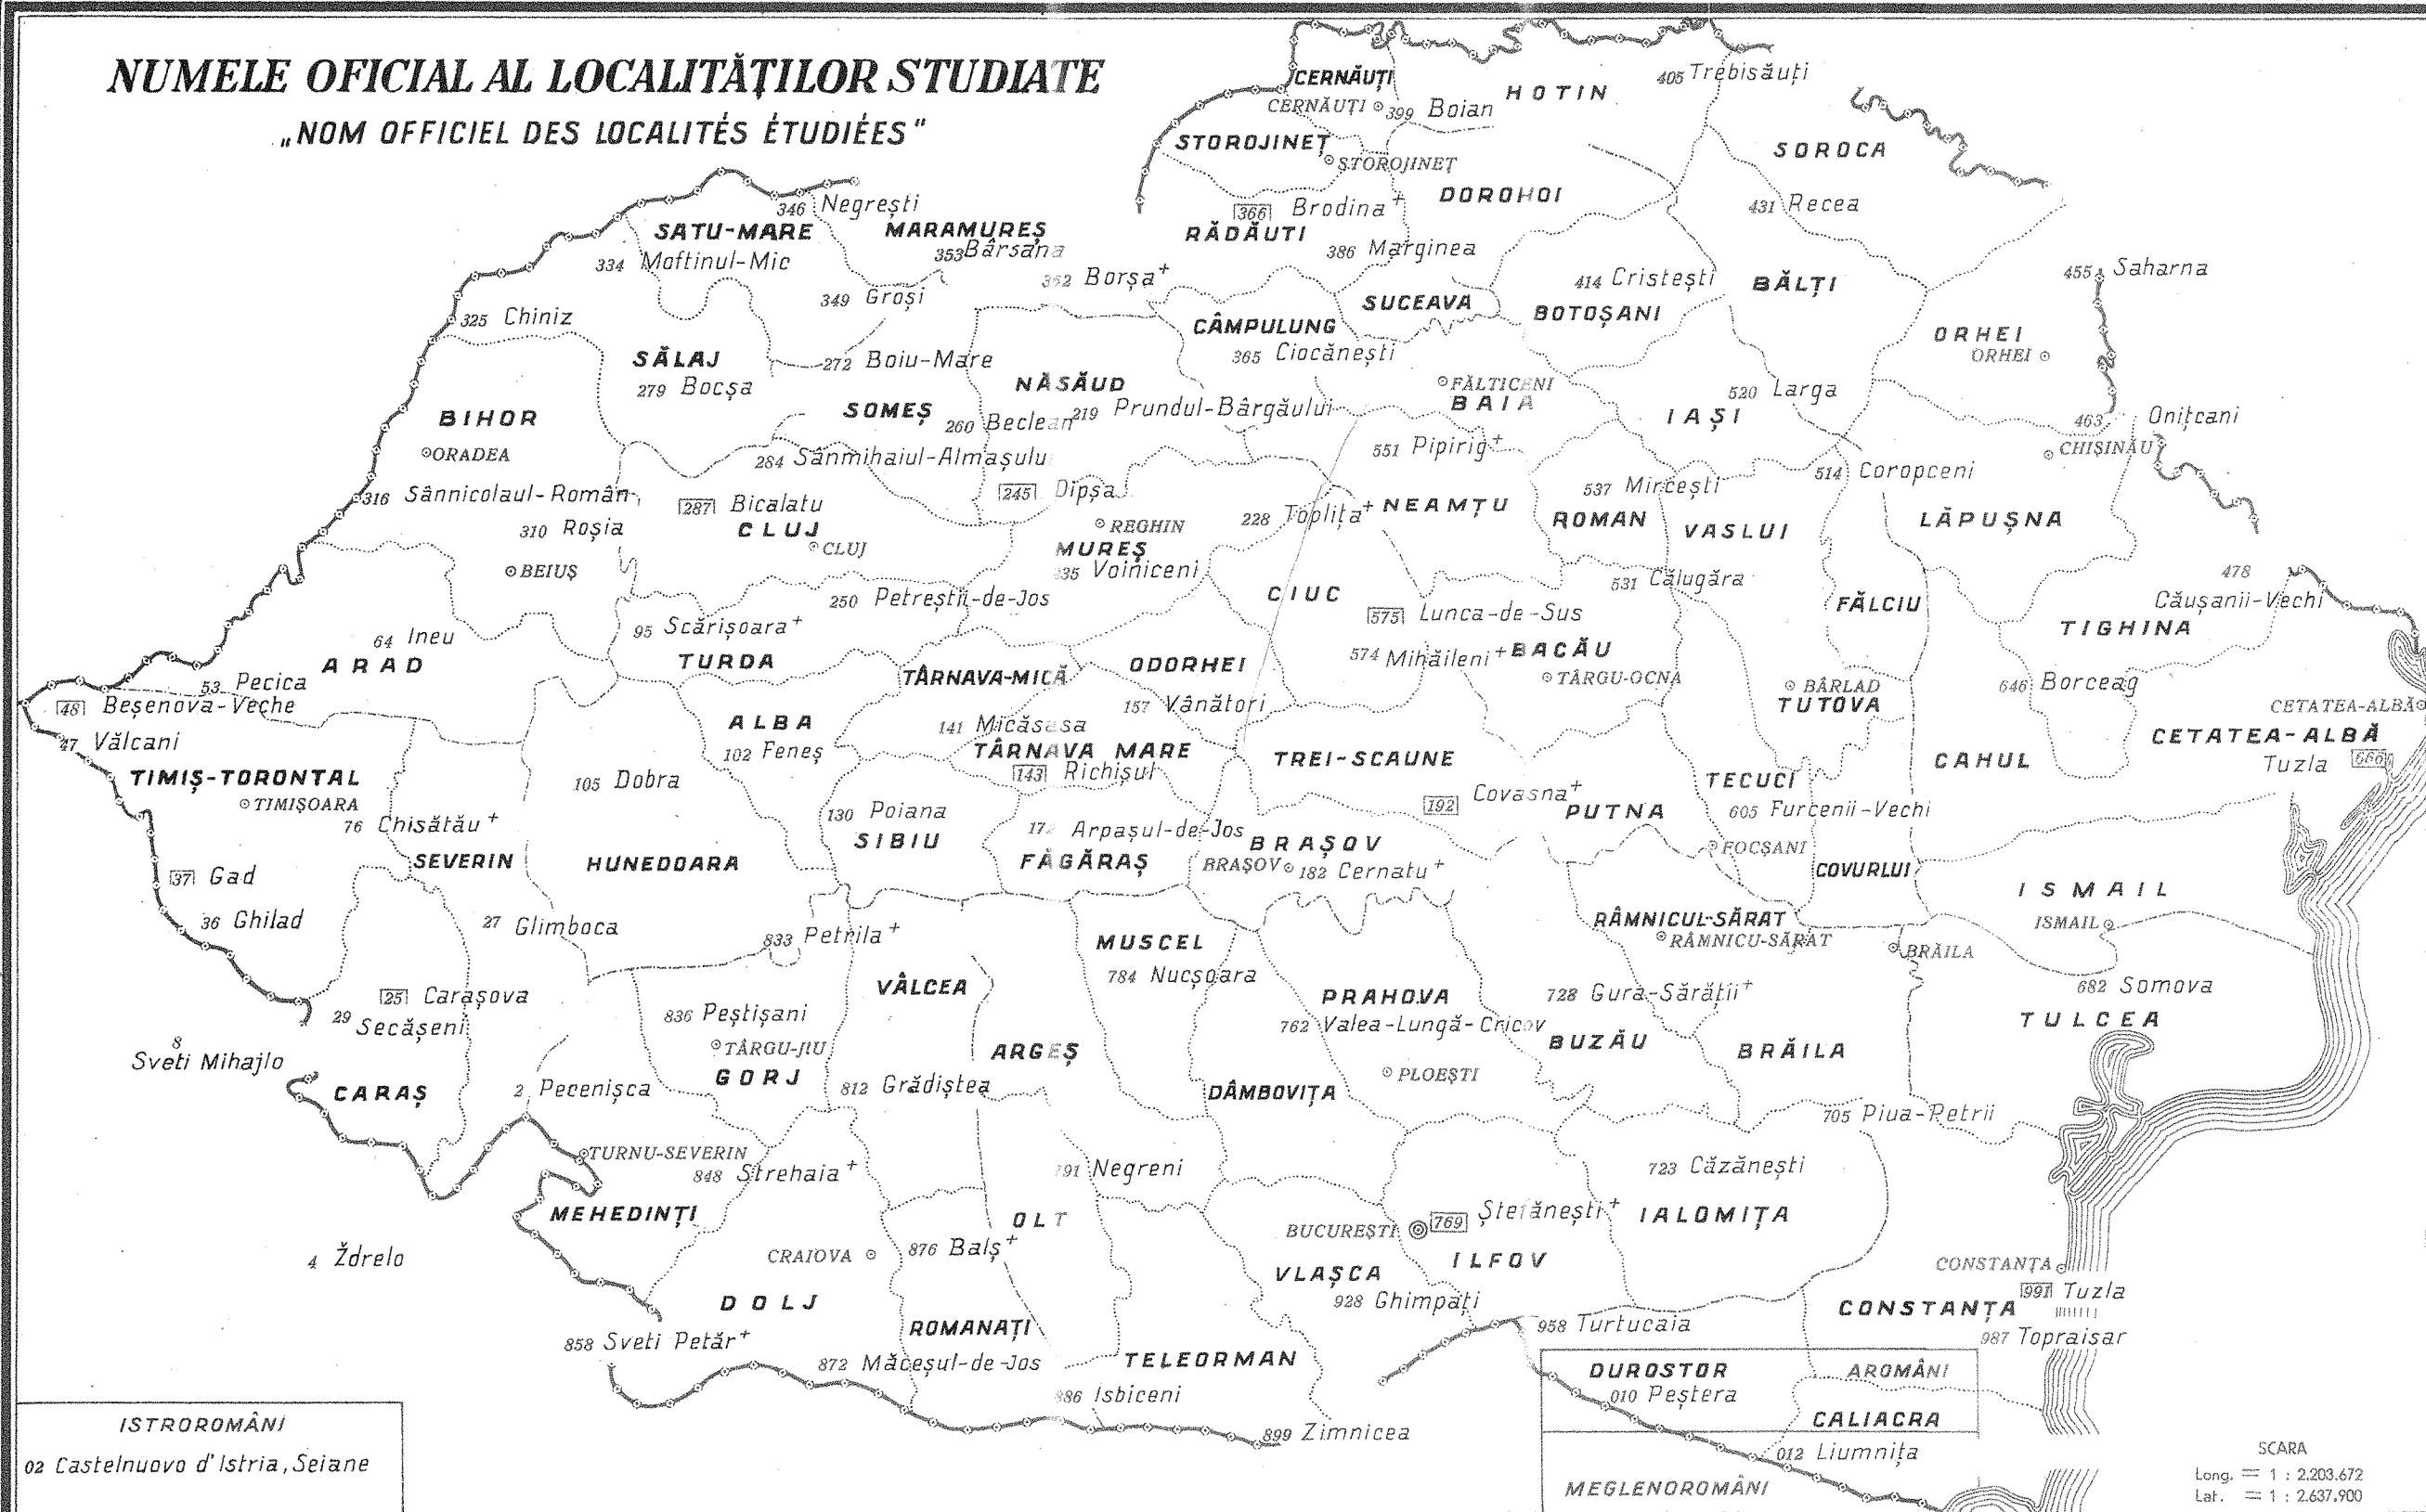 NUMELE OFICIAL AL LOCALITĂȚILOR STUDIATE
„NOM OFFICIEL DES LOCALITÉS ÉTUDIÉES"
CERNĂUȚI
CERNĂUȚI
399 Boian
HOTIN
405 Trebisăuți
STOROJINEȚ
STOROJINEȚ
SOROCA
DOROHOI
366 Brodina+
431 Recea
346 Negrești
SATU-MARE
MARAMUREȘ
353 Bârsana
RĂDĂUȚI
386 Marginea
334 Moftinul-Mic
362 Borșa+
414 Cristești
BĂLȚI
455 Saharna
349 Groși
SUCEAVA
BOTOȘANI
325 Chiniz
CÂMPULUNG
365 Ciocănești
ORHEI
ORHEI
SĂLAJ
279 Bocșa
272 Boiu-Mare
NĂSĂUD
FĂLTICENI
BAIA
520 Larga
BIHOR
SOMEȘ
260 Beclean
219 Prundul-Bârgăului
IAȘI
463 Onițcani
ORADEA
284 Sânmihaiul-Almașului
551 Pipirig+
CHIȘINĂU
514 Coropceni
316 Sânnicolaul-Român
287 Bicalatu
245 Dipșa
537 Mircești
310 Roșia
CLUJ
CLUJ
REGHIN
228 Toplița+
NEAMȚU
ROMAN
VASLUI
LĂPUȘNA
MUREȘ
235 Voiniceni
BEIUȘ
531 Călugăra
478
Căușanii-Vechi
250 Petreștii-de-Jos
CIUC
575 Lunca-de-Sus
FĂLCIU
TIGHINA
64 Ineu
95 Scărișoara+
ARAD
TURDA
TÂRNAVA-MICĂ
ODORHEI
574 Mihăileni+
BACĂU
TÂRGU-OCNA
BÂRLAD
TUTOVA
646 Borceag
53 Pecica
48 Beșenova-Veche
CETATEA-ALBĂ
47 Vălcani
ALBA
102 Feneș
141 Micăsasa
157 Vânători
TÂRNAVA MARE
143 Richișul
TREI-SCAUNE
CAHUL
CETATEA-ALBĂ
Tuzla 666
TIMIȘ-TORONTAL
TIMIȘOARA
105 Dobra
TECUCI
605 Furcenii-Vechi
76 Chisătău+
130 Poiana
SIBIU
172 Arpașul-de-Jos
192 Covasna+
PUTNA
SEVERIN
HUNEDOARA
FĂGĂRAȘ
BRAȘOV
BRAȘOV
182 Cernatu+
FOCȘANI
COVURLUI
37 Gad
ISMAIL
36 Ghilad
27 Glimboca
833 Petrila+
MUSCEL
RÂMNICUL-SĂRAT
RÂMNICU-SĂRAT
ISMAIL
BRĂILA
784 Nucșoara
VÂLCEA
PRAHOVA
728 Gura-Sărății+
682 Somova
25 Carașova
29 Secășeni
836 Peștișani
762 Valea-Lungă-Cricov
TULCEA
8
Sveti Mihajlo
TÂRGU-JIU
ARGEȘ
BUZĂU
BRĂILA
CARAȘ
2 Pecenișca
GORJ
812 Grădiștea
DÂMBOVIȚA
PLOEȘTI
705 Piua-Petrii
TURNU-SEVERIN
848 Strehaia+
791 Negreni
723 Căzănești
MEHEDINȚI
OLT
BUCUREȘTI
769 Ștefănești+
IALOMIȚA
4 Ždrelo
CRAIOVA
876 Balș+
ILFOV
CONSTANȚA
VLAȘCA
928 Ghimpați
991 Tuzla
DOLJ
CONSTANȚA
987 Topraisar
858 Sveti Petăr+
ROMANAȚI
958 Turtucaia
872 Măceșul-de-Jos
TELEORMAN
DUROSTOR
AROMÂNI
886 Isbiceni
010 Peștera
CALIACRA
899 Zimnicea
ISTROROMÂNI
02 Castelnuovo d'Istria, Seiane
012 Liumnița
MEGLENOROMÂNI
SCARA
Long. = 1 : 2.203.672
Lat. = 1 : 2.637.900